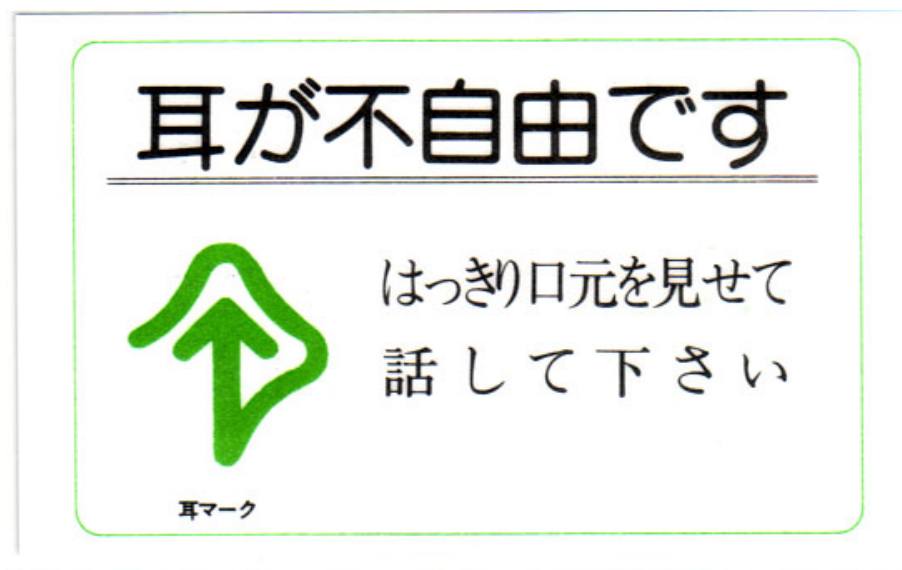 耳が不自由です
はっきり口元を見せて
話して下さい
耳マーク